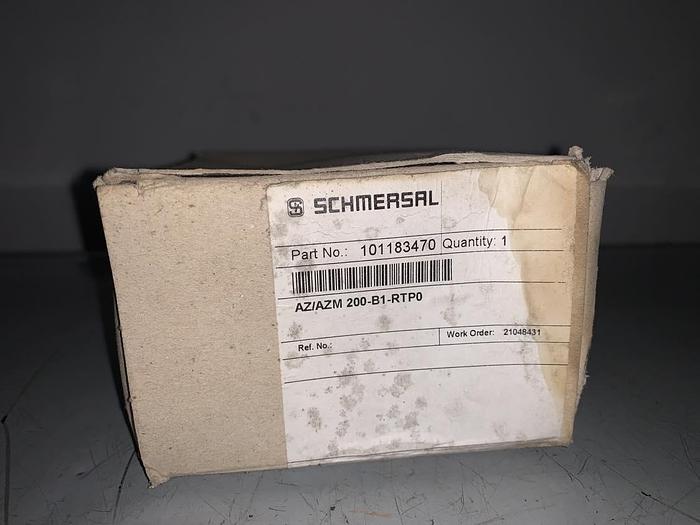 SCHMERSAL
Part No.: 101183470 Quantity: 1
AZ/AZM 200-B1-RTP0
Ref. No.: Work Order: 21048431